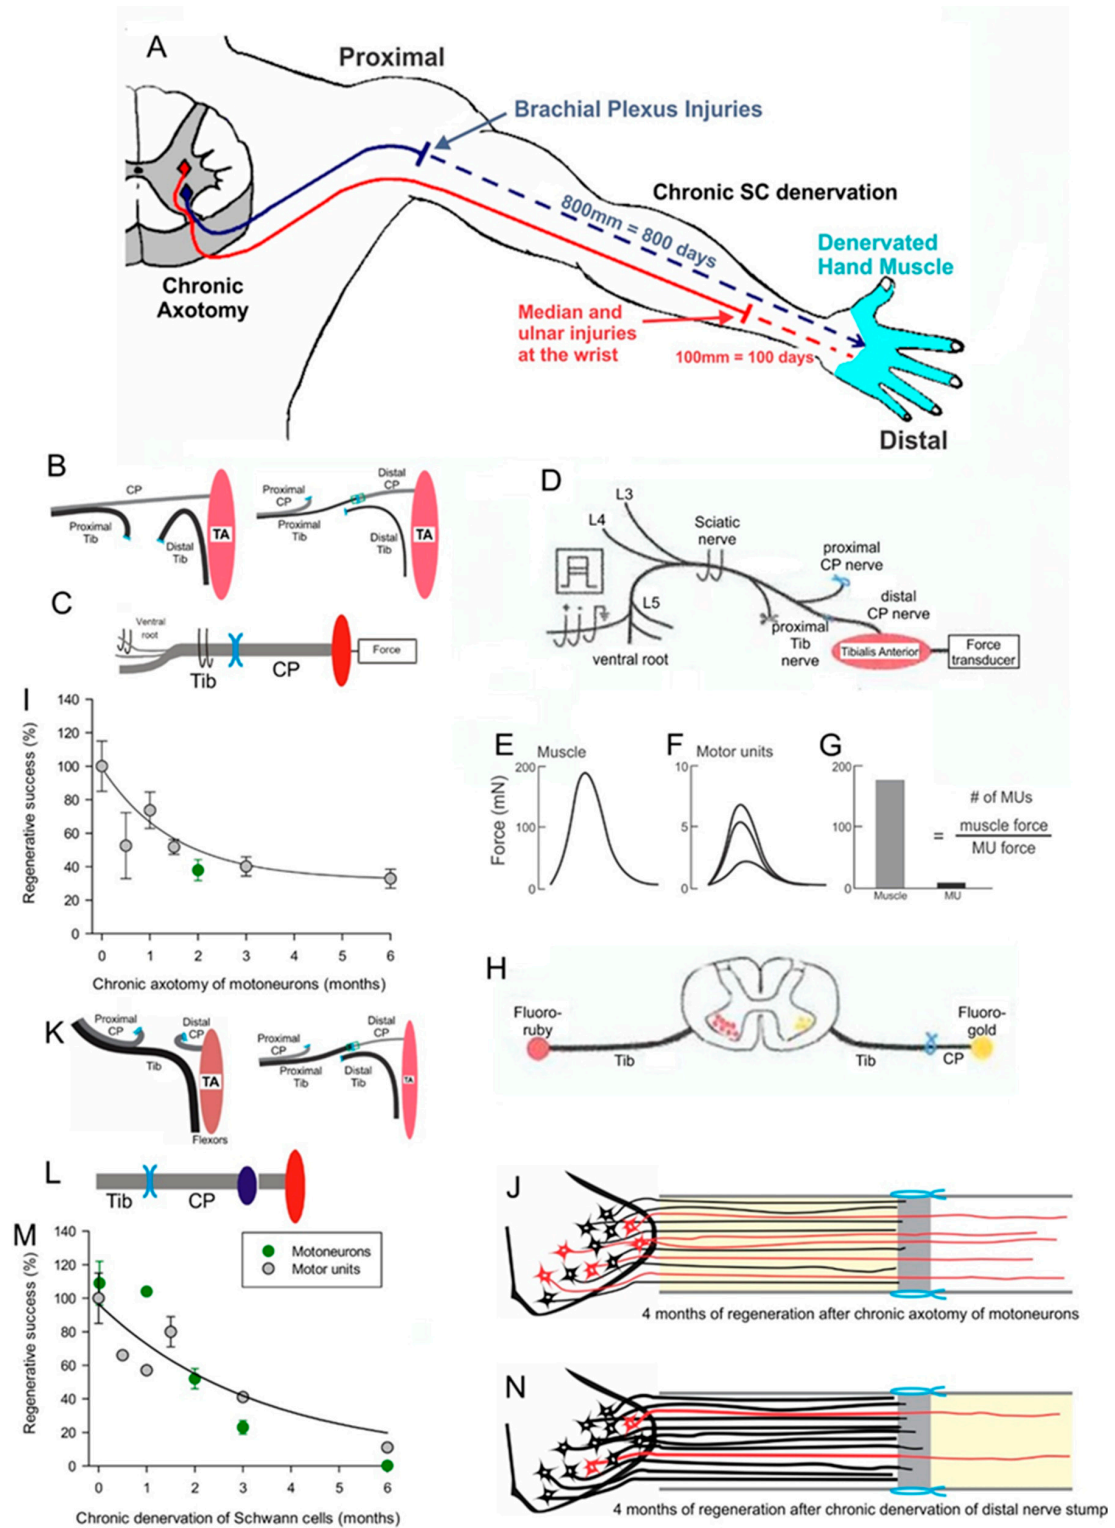 A
Proximal
Brachial Plexus Injuries
Chronic SC denervation
800mm = 800 days
Denervated
Hand Muscle
Chronic
Axotomy
Median and
ulnar injuries
at the wrist
100mm = 100 days
Distal
B
CP
Proximal
Tib
Distal
Tib
TA
Proximal
CP
Distal
CP
Proximal
Tib
Distal
Tib
TA
C
Ventral
root
Tib
CP
Force
D
L3
L4
L5
Sciatic
nerve
proximal
CP nerve
distal
CP nerve
+ -
ventral root
proximal
Tib
nerve
Tibialis Anterior
Force
transducer
I
Regenerative success (%)
140
120
100
80
60
40
20
0
0 1 2 3 4 5 6
Chronic axotomy of motoneurons (months)
E
Muscle
Force (mN)
200
100
0
F
Motor units
10
5
0
G
200
100
0
Muscle
MU
# of MUs
= muscle force
MU force
H
Fluoro-
ruby
Tib
Tib
CP
Fluoro-
gold
K
Proximal
CP
Distal
CP
Tib
TA
Flexors
Proximal
CP
Distal
CP
Proximal
Tib
Distal
Tib
TA
L
Tib
CP
J
4 months of regeneration after chronic axotomy of motoneurons
M
Regenerative success (%)
140
120
100
80
60
40
20
0
Motoneurons
Motor units
0 1 2 3 4 5 6
Chronic denervation of Schwann cells (months)
N
4 months of regeneration after chronic denervation of distal nerve stump